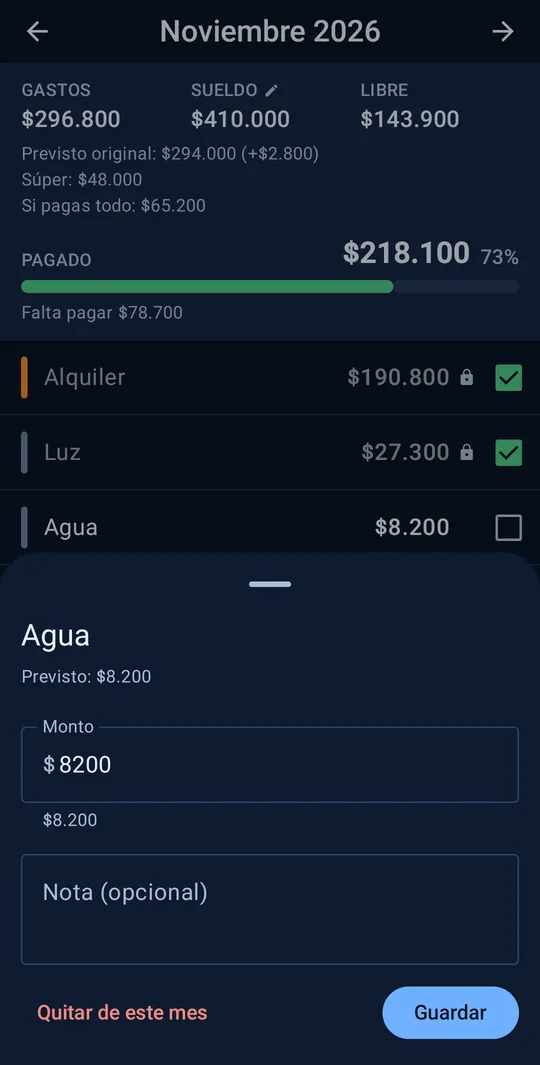 Noviembre 2026
GASTOS SUELDO LIBRE
$296.800 $410.000 $143.900
Previsto original: $294.000 (+$2.800)
Súper: $48.000
Si pagas todo: $65.200
PAGADO $218.100 73%
Falta pagar $78.700
Alquiler $190.800
Luz $27.300
Agua $8.200
Agua
Previsto: $8.200
Monto
$ 8200
$8.200
Nota (opcional)
Quitar de este mes Guardar